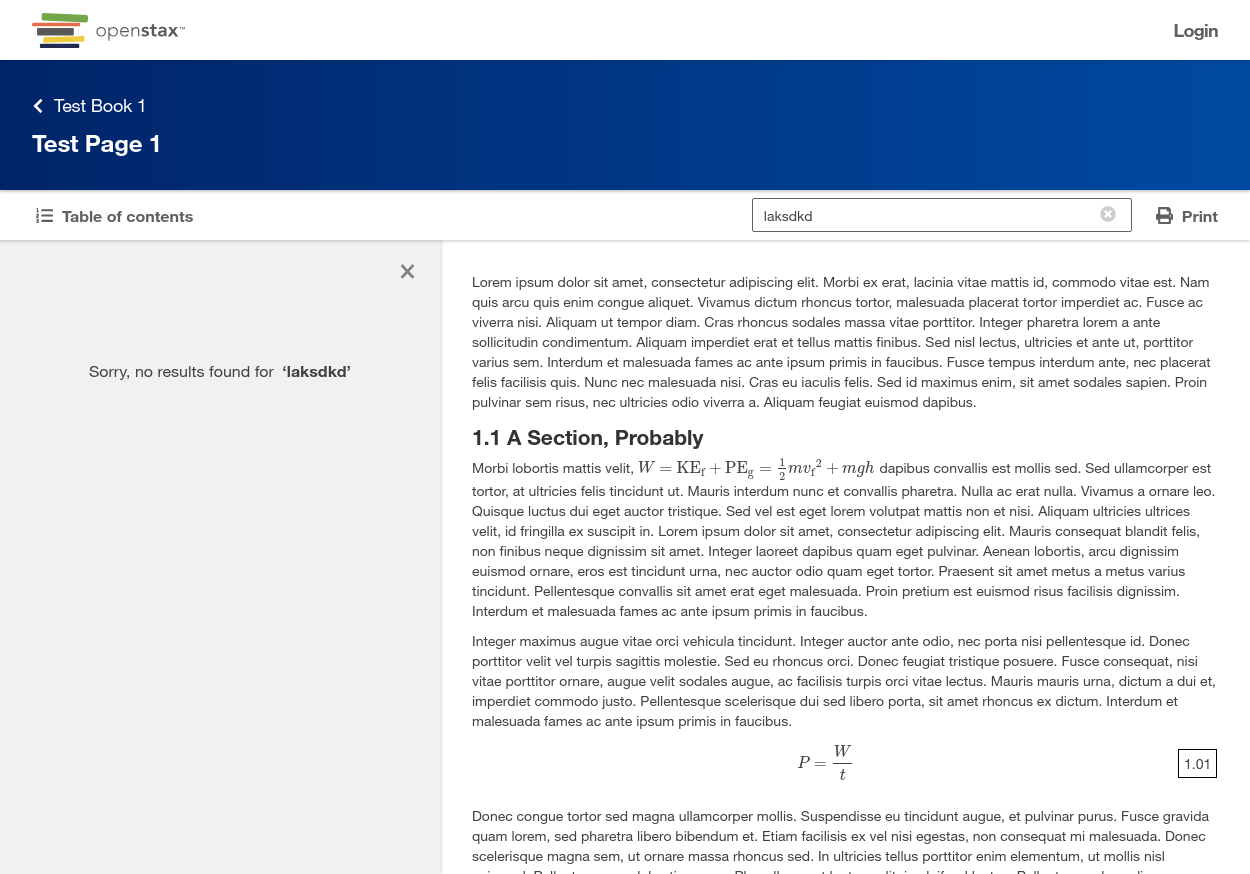 openstax™
Login
Test Book 1
Test Page 1
Table of contents
laksdkd
Print
Sorry, no results found for ‘laksdkd’
Lorem ipsum dolor sit amet, consectetur adipiscing elit. Morbi ex erat, lacinia vitae mattis id, commodo vitae est. Nam
quis arcu quis enim congue aliquet. Vivamus dictum rhoncus tortor, malesuada placerat tortor imperdiet ac. Fusce ac
viverra nisi. Aliquam ut tempor diam. Cras rhoncus sodales massa vitae porttitor. Integer pharetra lorem a ante
sollicitudin condimentum. Aliquam imperdiet erat et tellus mattis finibus. Sed nisl lectus, ultricies et ante ut, porttitor
varius sem. Interdum et malesuada fames ac ante ipsum primis in faucibus. Fusce tempus interdum ante, nec placerat
felis facilisis quis. Nunc nec malesuada nisi. Cras eu iaculis felis. Sed id maximus enim, sit amet sodales sapien. Proin
pulvinar sem risus, nec ultricies odio viverra a. Aliquam feugiat euismod dapibus.
1.1 A Section, Probably
Morbi lobortis mattis velit, W = KE_f + PE_g = 1/2 mv_f² + mgh dapibus convallis est mollis sed. Sed ullamcorper est
tortor, at ultricies felis tincidunt ut. Mauris interdum nunc et convallis pharetra. Nulla ac erat nulla. Vivamus a ornare leo.
Quisque luctus dui eget auctor tristique. Sed vel est eget lorem volutpat mattis non et nisi. Aliquam ultricies ultrices
velit, id fringilla ex suscipit in. Lorem ipsum dolor sit amet, consectetur adipiscing elit. Mauris consequat blandit felis,
non finibus neque dignissim sit amet. Integer laoreet dapibus quam eget pulvinar. Aenean lobortis, arcu dignissim
euismod ornare, eros est tincidunt urna, nec auctor odio quam eget tortor. Praesent sit amet metus a metus varius
tincidunt. Pellentesque convallis sit amet erat eget malesuada. Proin pretium est euismod risus facilisis dignissim.
Interdum et malesuada fames ac ante ipsum primis in faucibus.
Integer maximus augue vitae orci vehicula tincidunt. Integer auctor ante odio, nec porta nisi pellentesque id. Donec
porttitor velit vel turpis sagittis molestie. Sed eu rhoncus orci. Donec feugiat tristique posuere. Fusce consequat, nisi
vitae porttitor ornare, augue velit sodales augue, ac facilisis turpis orci vitae lectus. Mauris mauris urna, dictum a dui et,
imperdiet commodo justo. Pellentesque scelerisque dui sed libero porta, sit amet rhoncus ex dictum. Interdum et
malesuada fames ac ante ipsum primis in faucibus.
P = W/t 1.01
Donec congue tortor sed magna ullamcorper mollis. Suspendisse eu tincidunt augue, et pulvinar purus. Fusce gravida
quam lorem, sed pharetra libero bibendum et. Etiam facilisis ex vel nisi egestas, non consequat mi malesuada. Donec
scelerisque magna sem, ut ornare massa rhoncus sed. In ultricies tellus porttitor enim elementum, ut mollis nisl